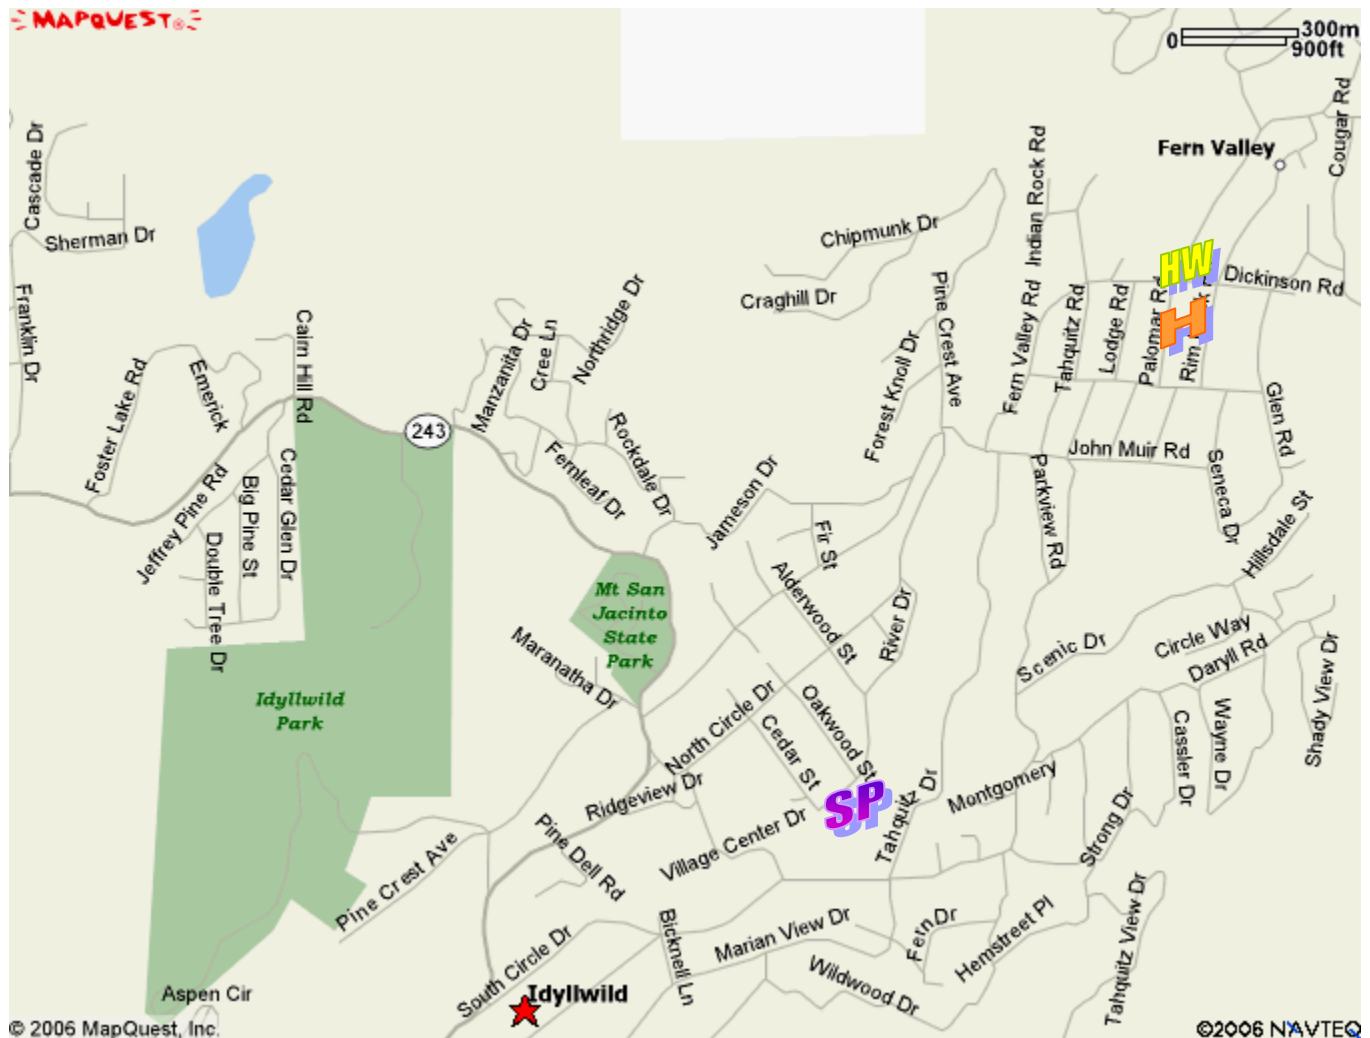 MAPQUEST
0
300m
900ft
Fern Valley
Cougar Rd
Cascade Dr
Sherman Dr
Indian Rock Rd
Chipmunk Dr
HW
Dickinson Rd
Craghill Dr
Pine Crest Ave
Franklin Dr
Northridge Dr
Fern Valley Rd
Tahquitz Rd
Lodge Rd
Palomar Rd
H
Rim
Cairn Hill Rd
Manzanita Dr
Cree Ln
Forest Knoll Dr
Foster Lake Rd
Emerick
243
Glen Rd
Rockdale Dr
Fernleaf Dr
John Muir Rd
Jeffrey Pine Rd
Big Pine St
Cedar Glen Dr
Jameson Dr
Parkview Rd
Seneca Dr
Hillsdale St
Double Tree Dr
Fir St
Mt San
Jacinto
State
Park
Alderwood St
River Dr
Maranatha Dr
Scenic Dr
Circle Way
Daryll Rd
Shady View Dr
Idyllwild
Park
North Circle Dr
Oakwood St
Cedar St
Cassler Dr
Wayne Dr
Ridgeview Dr
SP
Tahquitz Dr
Montgomery
Village Center Dr
Strong Dr
Pine Dell Rd
Pine Crest Ave
Bicknell Ln
Marian View Dr
Fern Dr
Hemstreet Pl
Tahquitz View Dr
South Circle Dr
Wildwood Dr
Aspen Cir
Idyllwild
© 2006 MapQuest, Inc.
©2006 NAVTEQ